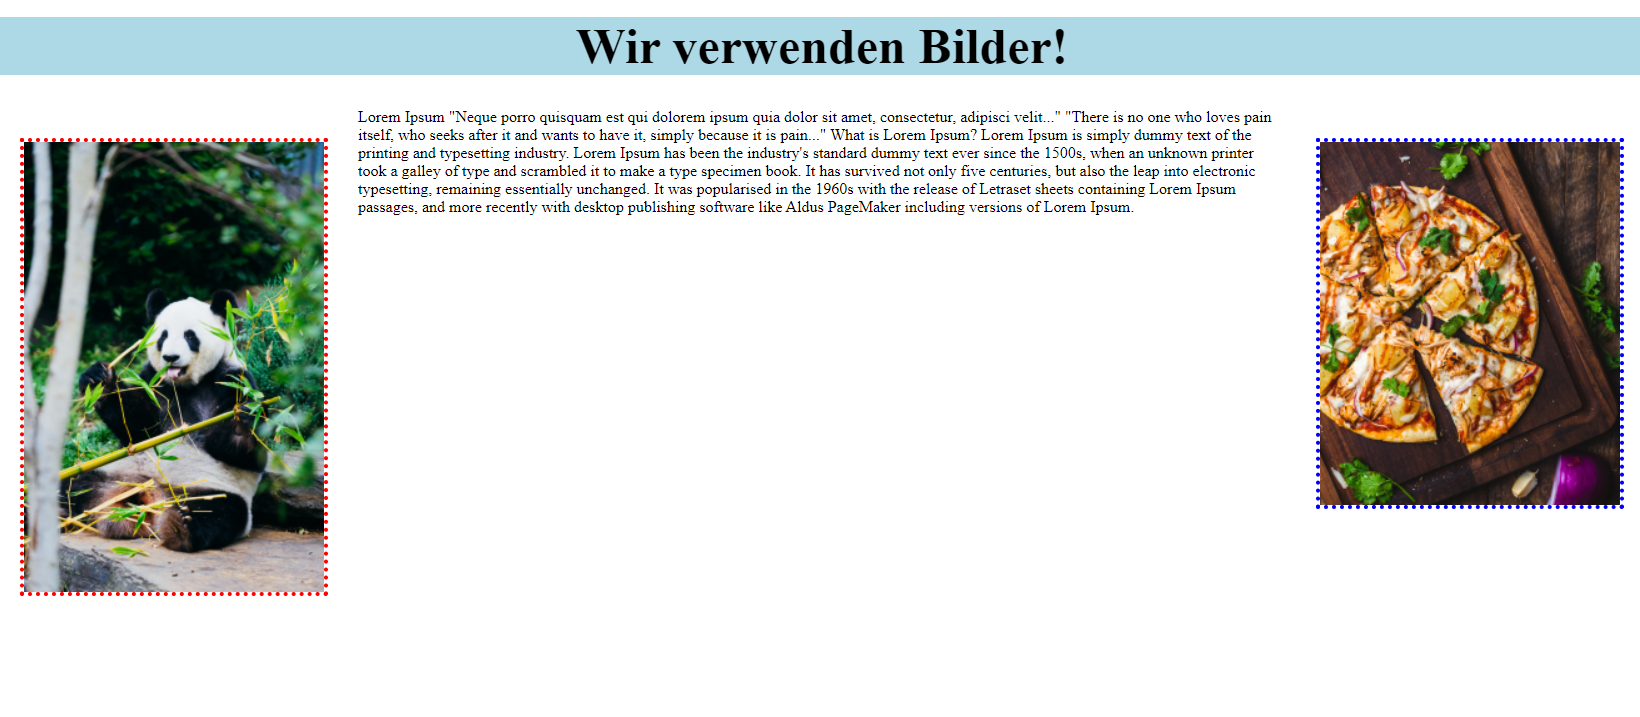 Wir verwenden Bilder!
Lorem Ipsum "Neque porro quisquam est qui dolorem ipsum quia dolor sit amet, consectetur, adipisci velit..." "There is no one who loves pain
itself, who seeks after it and wants to have it, simply because it is pain..." What is Lorem Ipsum? Lorem Ipsum is simply dummy text of the
printing and typesetting industry. Lorem Ipsum has been the industry's standard dummy text ever since the 1500s, when an unknown printer
took a galley of type and scrambled it to make a type specimen book. It has survived not only five centuries, but also the leap into electronic
typesetting, remaining essentially unchanged. It was popularised in the 1960s with the release of Letraset sheets containing Lorem Ipsum
passages, and more recently with desktop publishing software like Aldus PageMaker including versions of Lorem Ipsum.